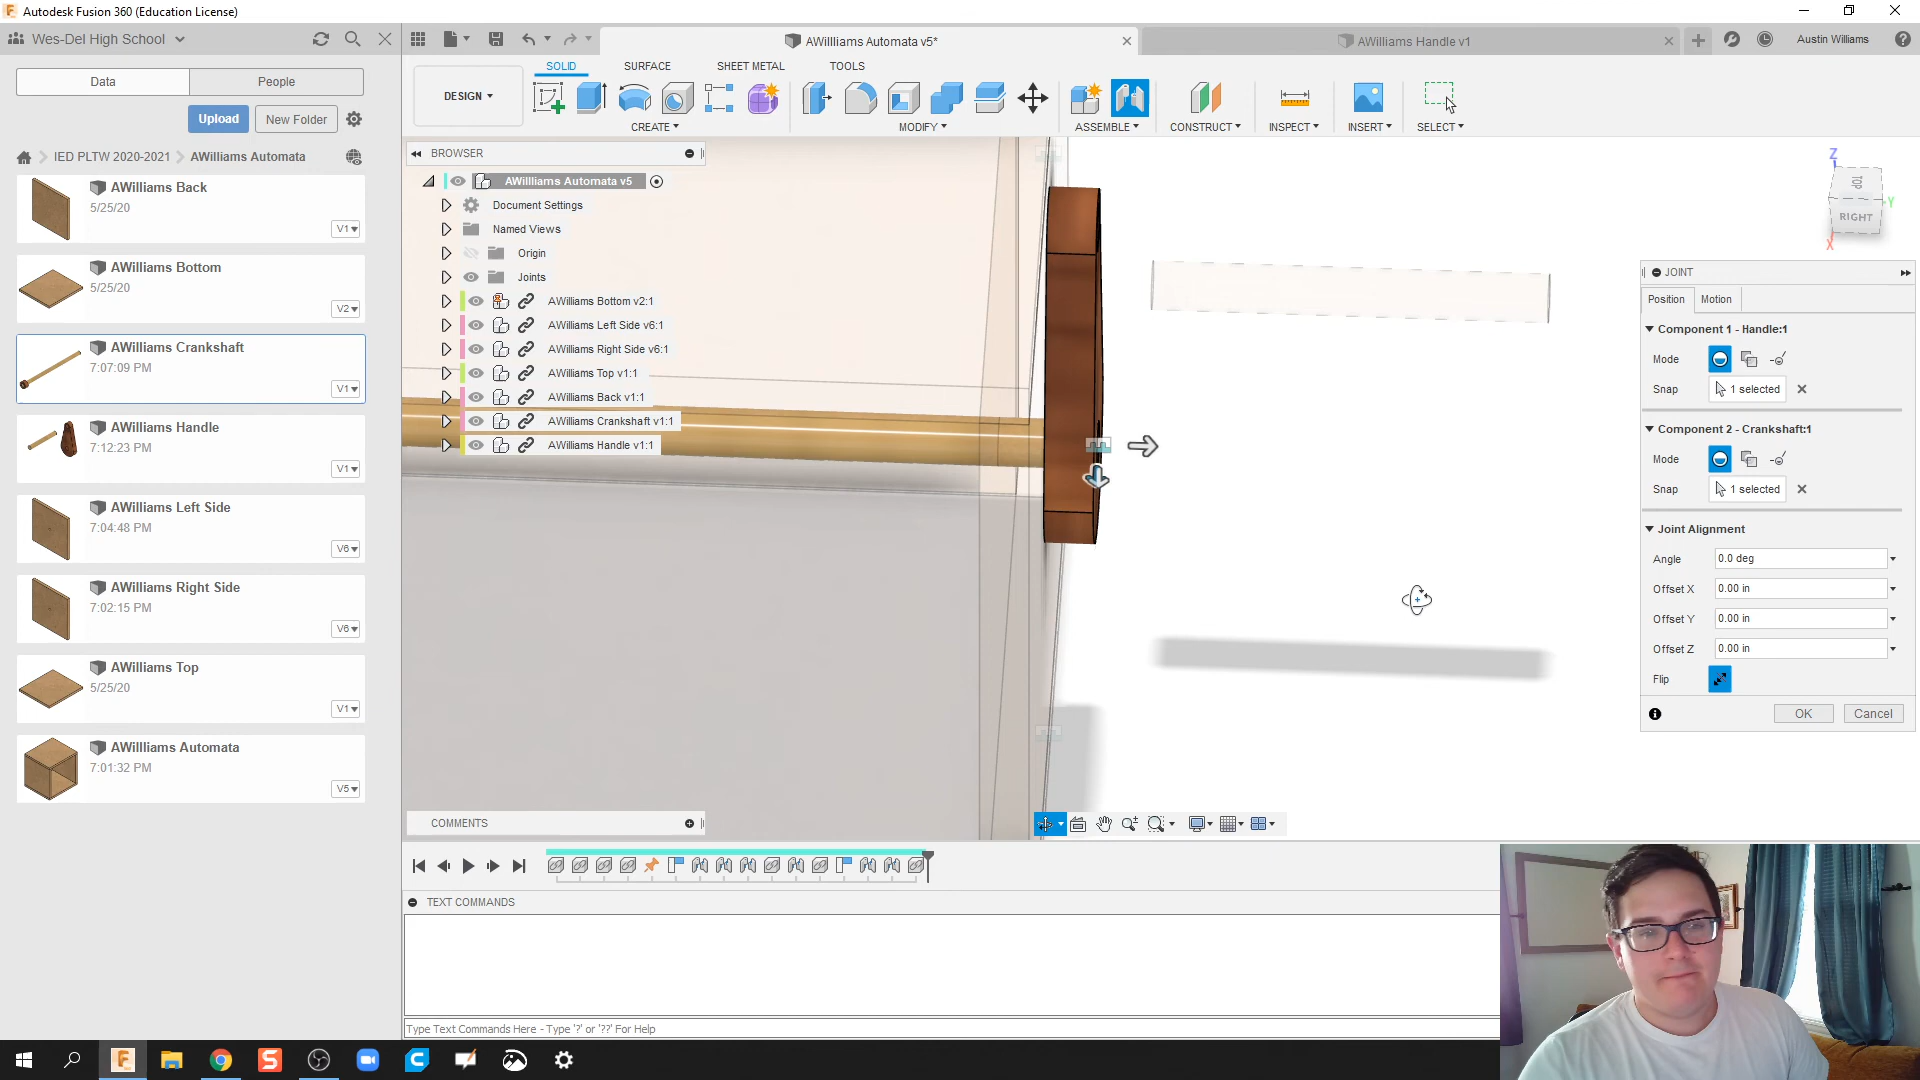 Autodesk Fusion 360 (Education License)
Wes-Del High School
AWillliams Automata v5*
AWilliams Handle v1
Austin Williams
Data
People
SOLID
SURFACE
SHEET METAL
TOOLS
Upload
New Folder
DESIGN
CREATE
MODIFY
ASSEMBLE
CONSTRUCT
INSPECT
INSERT
SELECT
IED PLTW 2020-2021
AWilliams Automata
AWilliams Back
5/25/20
V1
AWilliams Bottom
5/25/20
V2
AWilliams Crankshaft
7:07:09 PM
V1
AWilliams Handle
7:12:23 PM
V1
AWilliams Left Side
7:04:48 PM
V6
AWilliams Right Side
7:02:15 PM
V6
AWilliams Top
5/25/20
V1
AWillliams Automata
7:01:32 PM
V5
BROWSER
AWillliams Automata v5
Document Settings
Named Views
Origin
Joints
AWilliams Bottom v2:1
AWilliams Left Side v6:1
AWilliams Right Side v6:1
AWilliams Top v1:1
AWilliams Back v1:1
AWilliams Crankshaft v1:1
AWilliams Handle v1:1
Z
TOP
Y
RIGHT
X
JOINT
Position
Motion
Component 1 - Handle:1
Mode
Snap
1 selected
Component 2 - Crankshaft:1
Mode
Snap
1 selected
Joint Alignment
Angle
0.0 deg
Offset X
0.00 in
Offset Y
0.00 in
Offset Z
0.00 in
Flip
OK
Cancel
COMMENTS
TEXT COMMANDS
Type Text Commands Here - Type '?' or '??' For Help